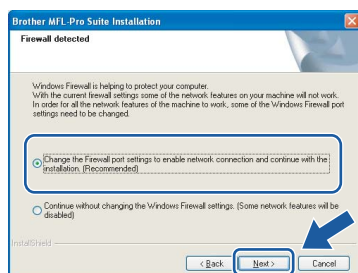 Brother MFL-Pro Suite Installation
Firewall detected
Windows Firewall is helping to protect your computer.
With the current firewall settings some of the network features on your machine will not work.
In order for all the network features of the machine to work, some of the Windows Firewall port
settings need to be changed.
Change the Firewall port settings to enable network connection and continue with the
installation. (Recommended)
Continue without changing the Windows Firewall settings. (Some network features will be
disabled)
InstallShield
< Back
Next >
Cancel